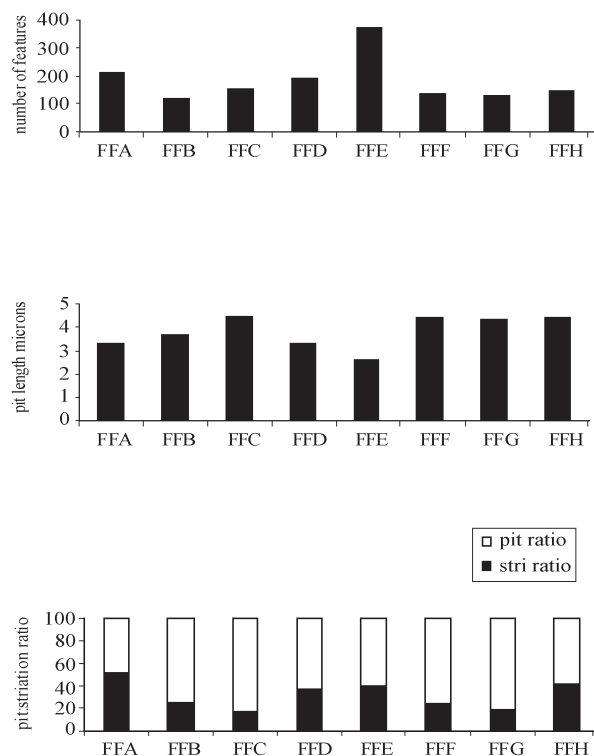 number of features
400
300
200
100
0
FFA FFB FFC FFD FFE FFF FFG FFH
pit length microns
5
4
3
2
1
0
FFA FFB FFC FFD FFE FFF FFG FFH
pit ratio
stri ratio
pit:striation ratio
100
80
60
40
20
0
FFA FFB FFC FFD FFE FFF FFG FFH